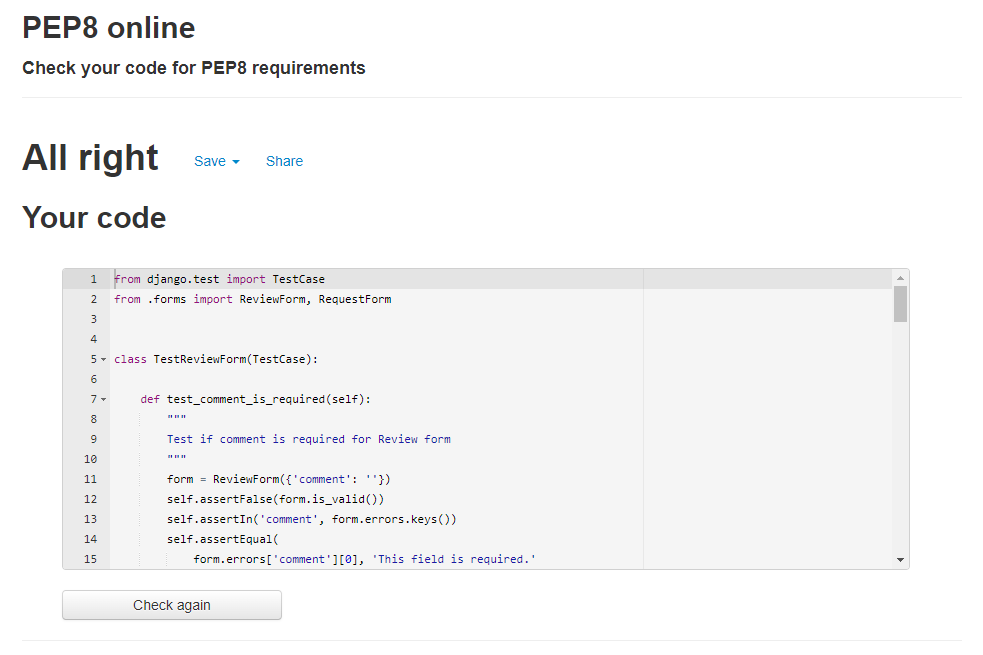 PEP8 online
Check your code for PEP8 requirements
All right Save Share
Your code
1 from django.test import TestCase
2 from .forms import ReviewForm, RequestForm
3
4
5 class TestReviewForm(TestCase):
6
7     def test_comment_is_required(self):
8         """
9         Test if comment is required for Review form
10         """
11         form = ReviewForm({'comment': ''})
12         self.assertFalse(form.is_valid())
13         self.assertIn('comment', form.errors.keys())
14         self.assertEqual(
15             form.errors['comment'][0], 'This field is required.'
Check again